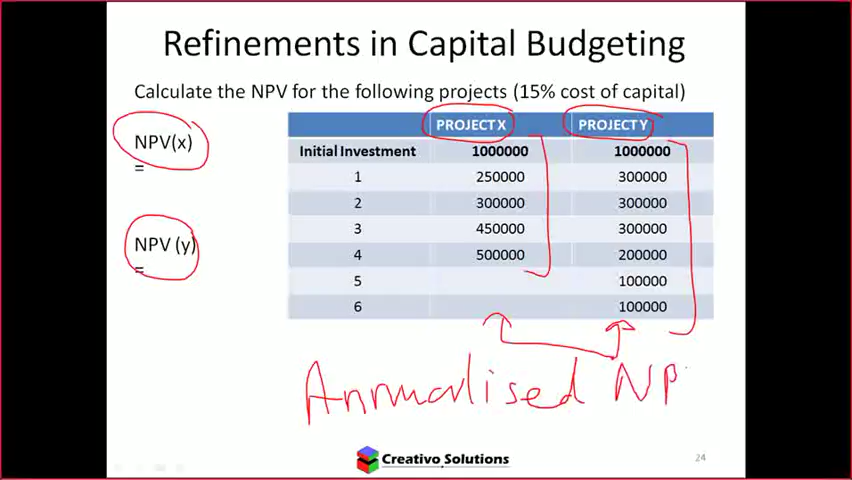 Refinements in Capital Budgeting
Calculate the NPV for the following projects (15% cost of capital)
NPV(x)
=
NPV (y)
=
PROJECT X PROJECT Y
Initial Investment 1000000 1000000
1 250000 300000
2 300000 300000
3 450000 300000
4 500000 200000
5 100000
6 100000
Annualised NP
Creativo Solutions
24